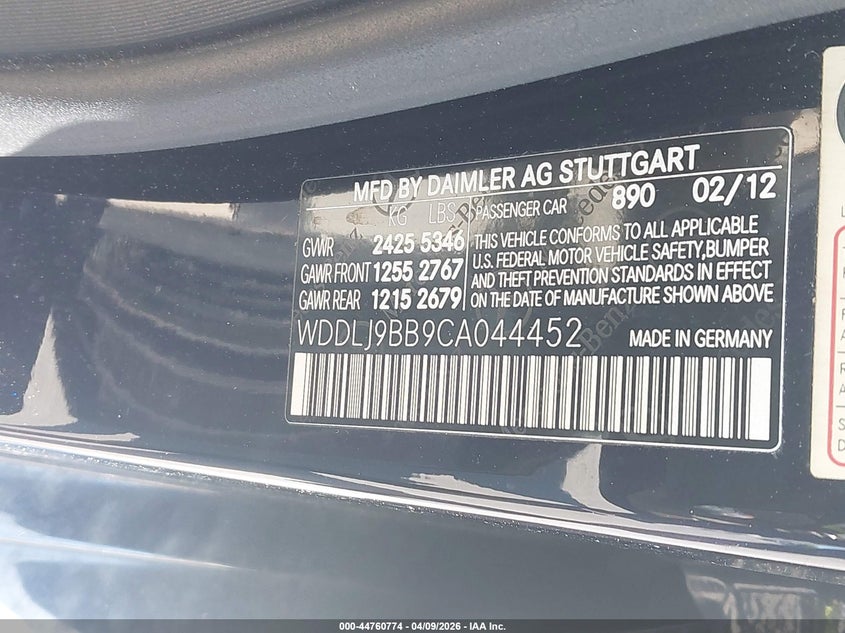 MFD BY DAIMLER AG STUTTGART
KG LBS PASSENGER CAR 890 02/12
GVWR 2425 5346 THIS VEHICLE CONFORMS TO ALL APPLICABLE
U.S. FEDERAL MOTOR VEHICLE SAFETY,BUMPER
GAWR FRONT 1255 2767 AND THEFT PREVENTION STANDARDS IN EFFECT
GAWR REAR 1215 2679 ON THE DATE OF MANUFACTURE SHOWN ABOVE
WDDLJ9BB9CA044452 MADE IN GERMANY
000-44760774 | 04/09/2026 - IAA Inc.